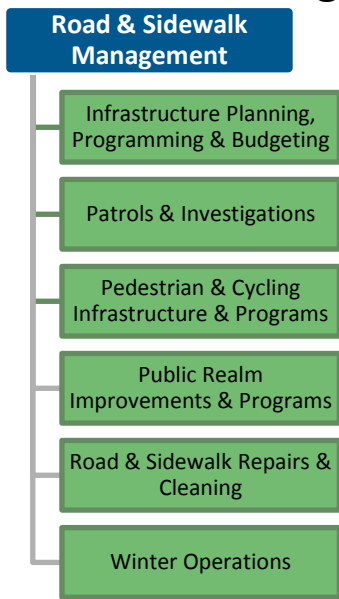 Road & Sidewalk
Management
Infrastructure Planning,
Programming & Budgeting
Patrols & Investigations
Pedestrian & Cycling
Infrastructure & Programs
Public Realm
Improvements & Programs
Road & Sidewalk Repairs &
Cleaning
Winter Operations